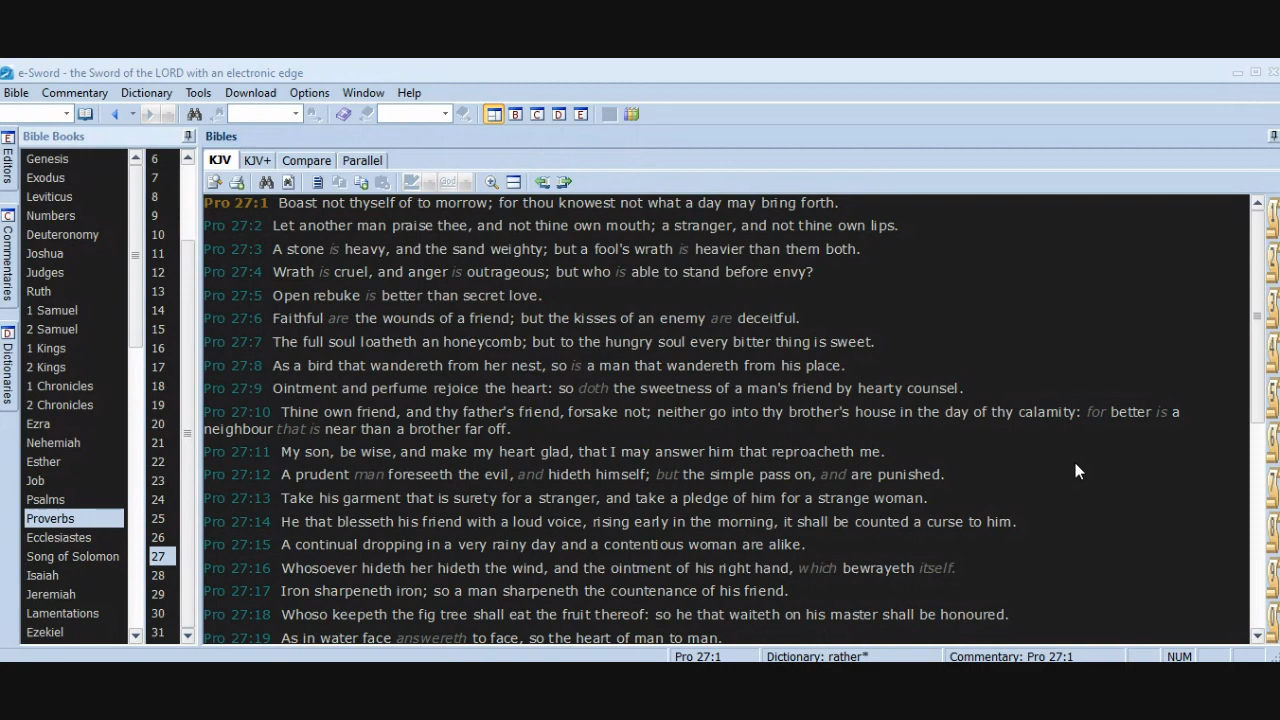 e-Sword - the Sword of the LORD with an electronic edge
Bible Commentary Dictionary Tools Download Options Window Help
B C D E
Bible Books
Bibles
E Editors
C Commentaries
D Dictionaries
KJV KJV+ Compare Parallel
God
Genesis 6
Exodus 7
Leviticus 8
Numbers 9
Deuteronomy 10
Joshua 11
Judges 12
Ruth 13
1 Samuel 14
2 Samuel 15
1 Kings 16
2 Kings 17
1 Chronicles 18
2 Chronicles 19
Ezra 20
Nehemiah 21
Esther 22
Job 23
Psalms 24
Proverbs 25
Ecclesiastes 26
Song of Solomon 27
Isaiah 28
Jeremiah 29
Lamentations 30
Ezekiel 31
Pro 27:1 Boast not thyself of to morrow; for thou knowest not what a day may bring forth.
Pro 27:2 Let another man praise thee, and not thine own mouth; a stranger, and not thine own lips.
Pro 27:3 A stone is heavy, and the sand weighty; but a fool's wrath is heavier than them both.
Pro 27:4 Wrath is cruel, and anger is outrageous; but who is able to stand before envy?
Pro 27:5 Open rebuke is better than secret love.
Pro 27:6 Faithful are the wounds of a friend; but the kisses of an enemy are deceitful.
Pro 27:7 The full soul loatheth an honeycomb; but to the hungry soul every bitter thing is sweet.
Pro 27:8 As a bird that wandereth from her nest, so is a man that wandereth from his place.
Pro 27:9 Ointment and perfume rejoice the heart: so doth the sweetness of a man's friend by hearty counsel.
Pro 27:10 Thine own friend, and thy father's friend, forsake not; neither go into thy brother's house in the day of thy calamity: for better is a
neighbour that is near than a brother far off.
Pro 27:11 My son, be wise, and make my heart glad, that I may answer him that reproacheth me.
Pro 27:12 A prudent man foreseeth the evil, and hideth himself; but the simple pass on, and are punished.
Pro 27:13 Take his garment that is surety for a stranger, and take a pledge of him for a strange woman.
Pro 27:14 He that blesseth his friend with a loud voice, rising early in the morning, it shall be counted a curse to him.
Pro 27:15 A continual dropping in a very rainy day and a contentious woman are alike.
Pro 27:16 Whosoever hideth her hideth the wind, and the ointment of his right hand, which bewrayeth itself.
Pro 27:17 Iron sharpeneth iron; so a man sharpeneth the countenance of his friend.
Pro 27:18 Whoso keepeth the fig tree shall eat the fruit thereof: so he that waiteth on his master shall be honoured.
Pro 27:19 As in water face answereth to face, so the heart of man to man.
Pro 27:1 Dictionary: rather* Commentary: Pro 27:1 NUM